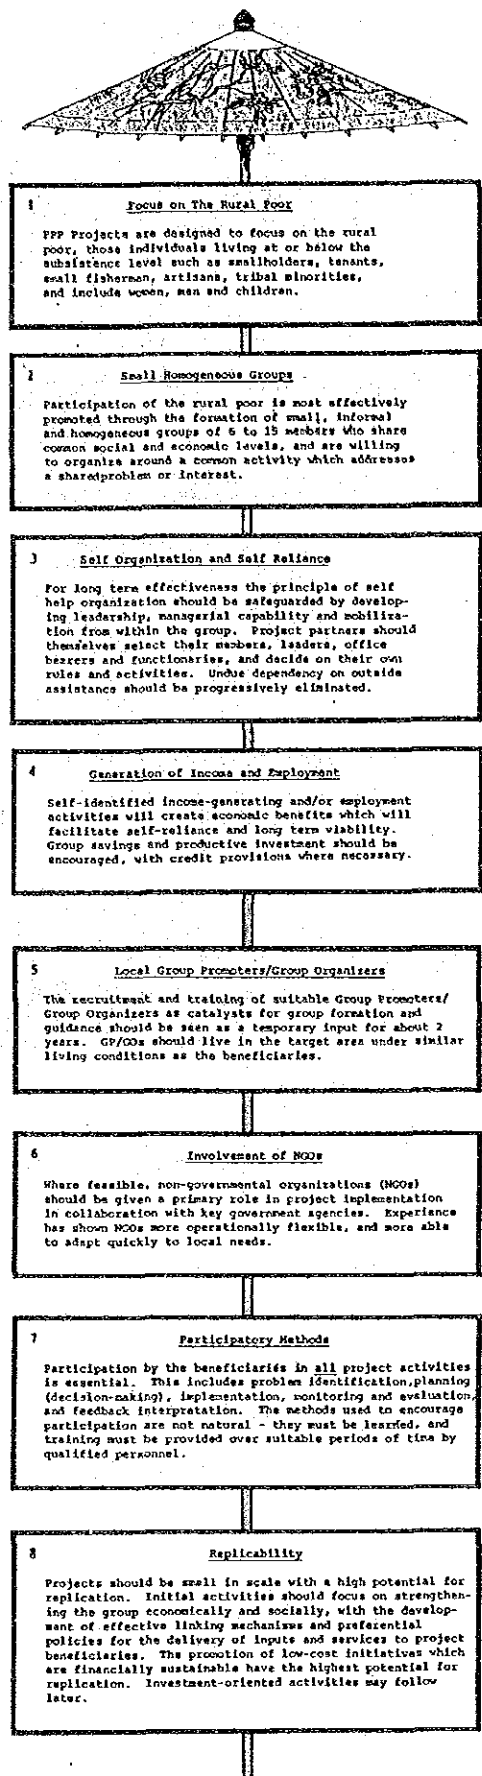 1 Focus on The Rural Poor
PPP Projects are designed to focus on the rural
poor, those individuals living at or below the
subsistence level such as smallholders, tenants,
small fisherman, artisans, tribal minorities,
and include women, men and children.
2 Small Homogeneous Groups
Participation of the rural poor is most effectively
promoted through the formation of small, informal
and homogeneous groups of 6 to 15 members who share
common social and economic levels, and are willing
to organize around a common activity which addresses
a sharedproblem or interest.
3 Self Organization and Self Reliance
For long term effectiveness the principle of self
help organization should be safeguarded by develop-
ing leadership, managerial capability and mobiliza-
tion from within the group. Project partners should
themselves select their members, leaders, office
bearers and functionaries, and decide on their own
rules and activities. Undue dependency on outside
assistance should be progressively eliminated.
4 Generation of Income and Employment
Self-identified income-generating and/or employment
activities will create economic benefits which will
facilitate self-reliance and long term viability.
Group savings and productive investment should be
encouraged, with credit provisions where necessary.
5 Local Group Promoters/Group Organizers
The recruitment and training of suitable Group Promoters/
Group Organizers as catalysts for group formation and
guidance should be seen as a temporary input for about 2
years. GP/GOs should live in the target area under similar
living conditions as the beneficiaries.
6 Involvement of NGOs
Where feasible, non-governmental organizations (NGOs)
should be given a primary role in project implementation
in collaboration with key government agencies. Experience
has shown NGOs more operationally flexible, and more able
to adapt quickly to local needs.
7 Participatory Methods
Participation by the beneficiaries in all project activities
is essential. This includes problem identification,planning
(decision-making), implementation, monitoring and evaluation,
and feedback interpretation. The methods used to encourage
participation are not natural - they must be learned, and
training must be provided over suitable periods of time by
qualified personnel.
8 Replicability
Projects should be small in scale with a high potential for
replication. Initial activities should focus on strengthen-
ing the group economically and socially, with the develop-
ment of effective linking mechanisms and preferential
policies for the delivery of inputs and services to project
beneficiaries. The promotion of low-cost initiatives which
are financially sustainable have the highest potential for
replication. Investment-oriented activities may follow
later.